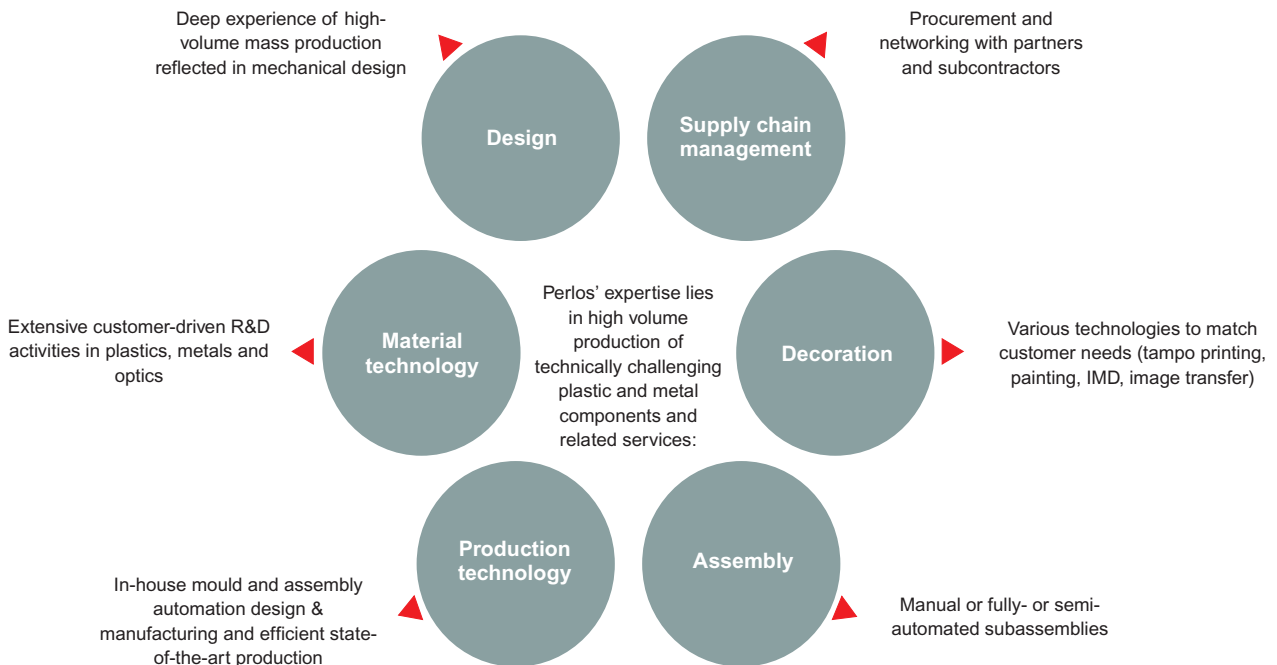 Deep experience of high-
volume mass production
reflected in mechanical design
Procurement and
networking with partners
and subcontractors
Design
Supply chain
management
Extensive customer-driven R&D
activities in plastics, metals and
optics
Material
technology
Perlos' expertise lies
in high volume
production of
technically challenging
plastic and metal
components and
related services:
Decoration
Various technologies to match
customer needs (tampo printing,
painting, IMD, image transfer)
Production
technology
Assembly
In-house mould and assembly
automation design &
manufacturing and efficient state-
of-the-art production
Manual or fully- or semi-
automated subassemblies